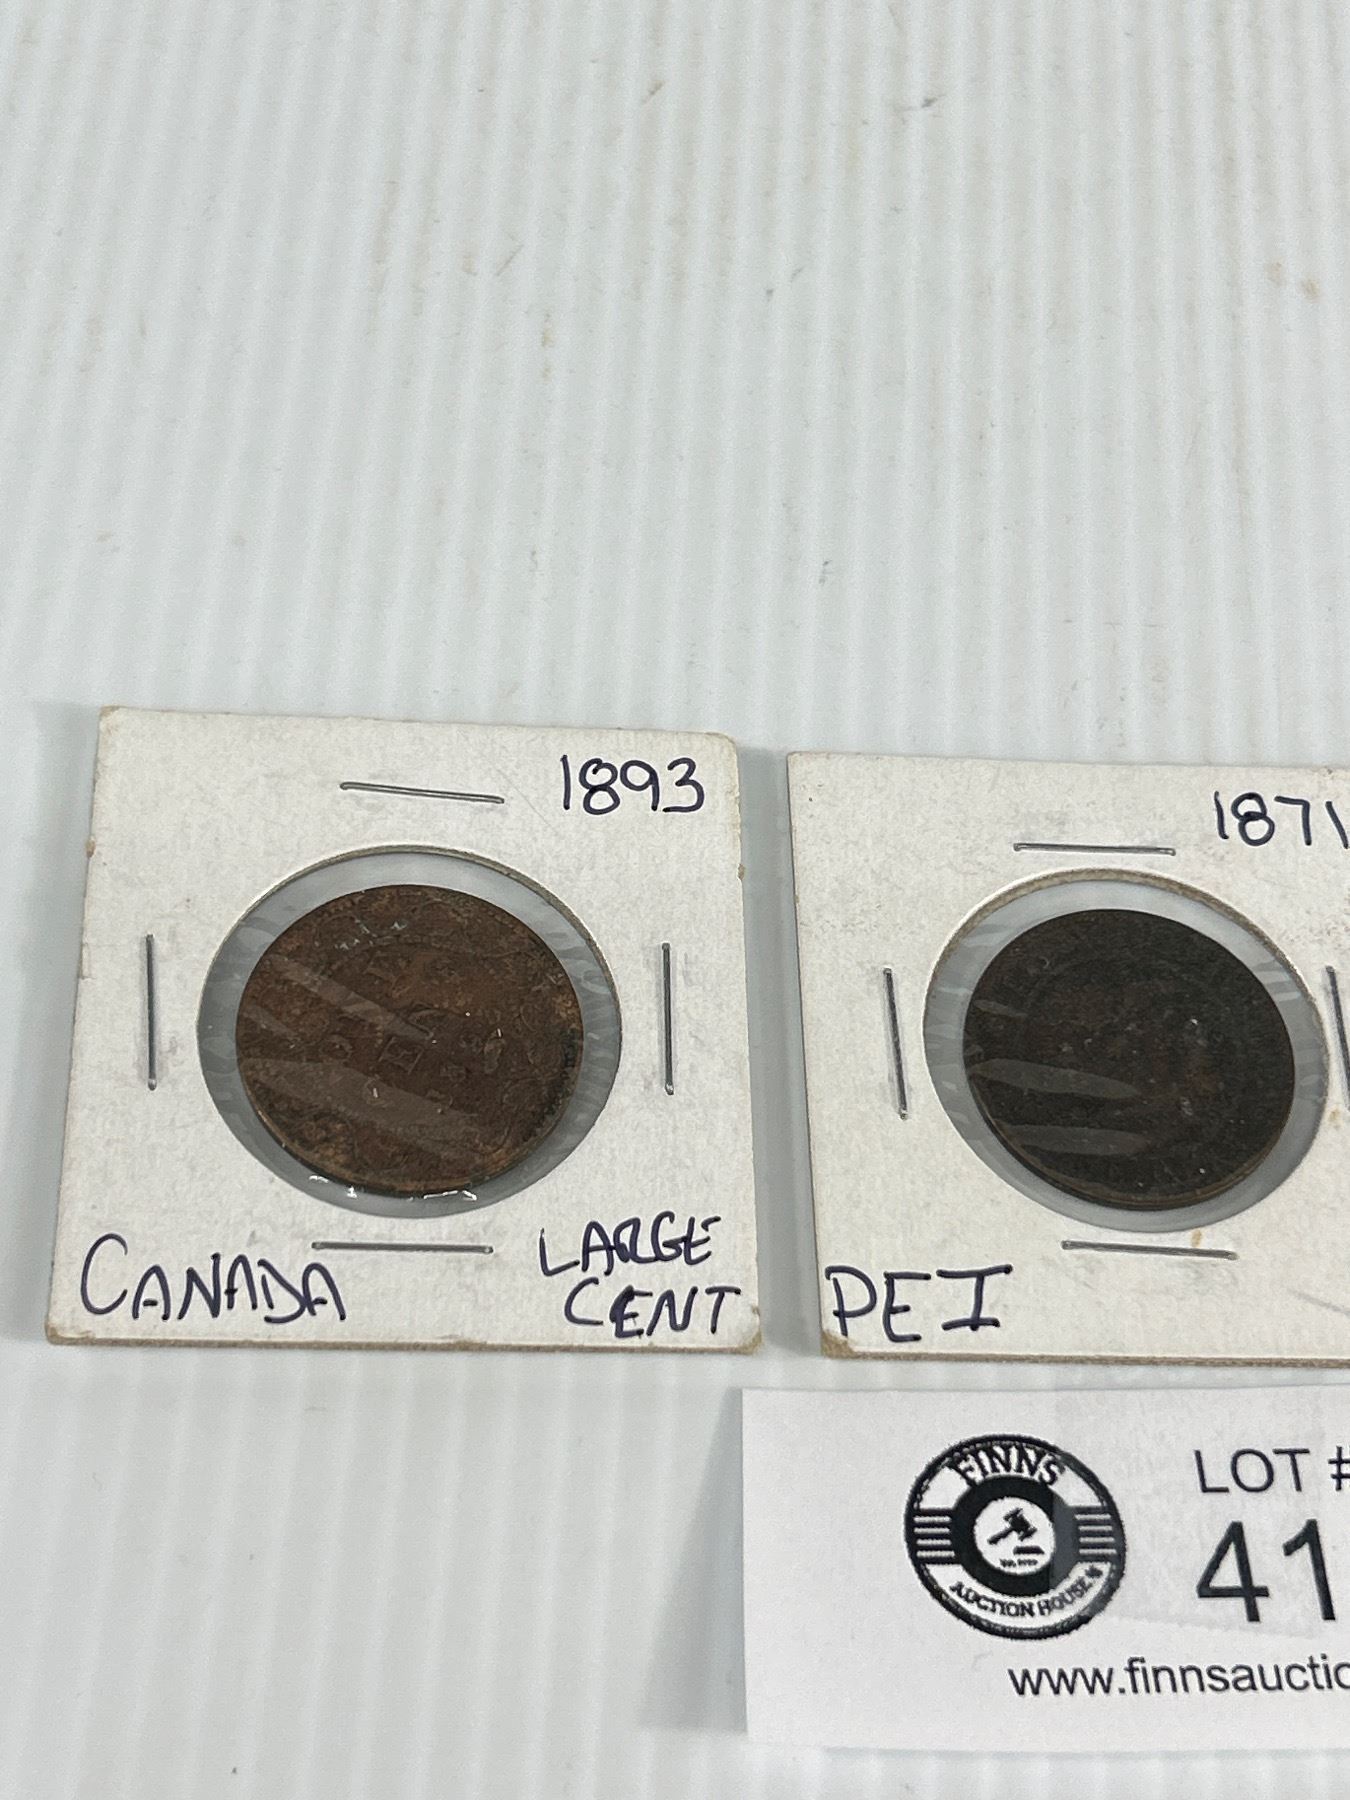 1893
CANADA
LARGE
CENT
1871
PEI
FINNS
AUCTION HOUSE
LOT #
41
www.finnsauctio